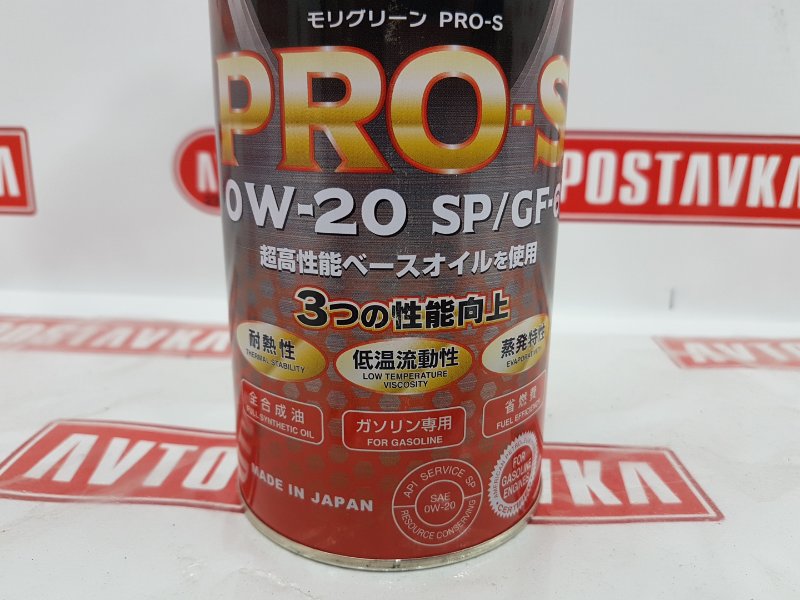 モリグリーン PRO-S
PRO-S
0W-20 SP/GF-6
超高性能ベースオイルを使用
3つの性能向上
耐熱性
THERMAL STABILITY
低温流動性
LOW TEMPERATURE
VISCOSITY
蒸発特性
全合成油
FULL SYNTHETIC OIL
ガソリン専用
FOR GASOLINE
省燃費
FUEL EFFICIENCY
MADE IN JAPAN
API SERVICE SP
SAE
0W-20
RESOURCE CONSERVING
FOR
GASOLINE
ENGINES
POSTAVKA
AVTO